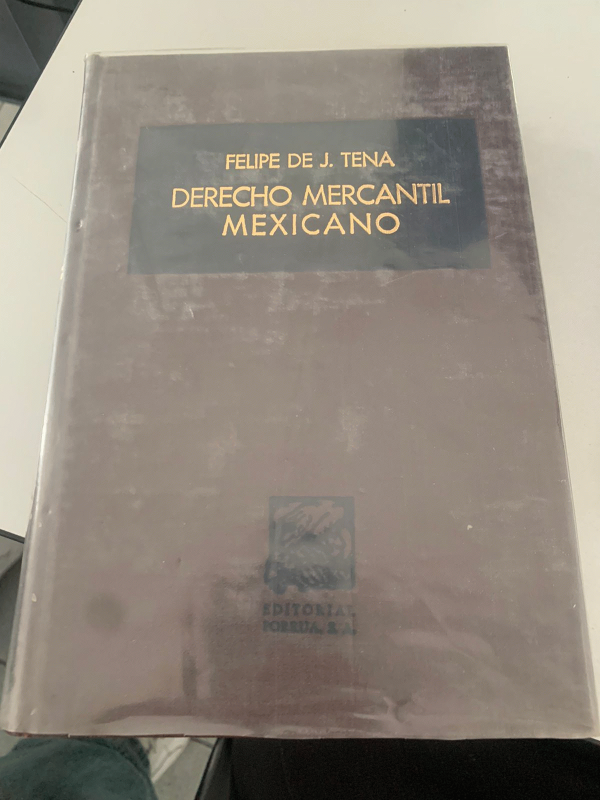 FELIPE DE J. TENA
DERECHO MERCANTIL
MEXICANO
EDITORIAL
PORRUA, S. A.